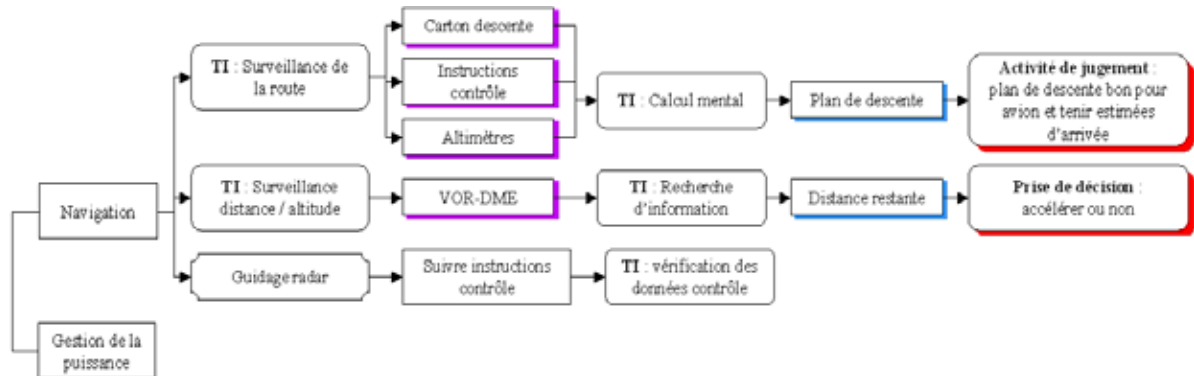 Navigation
Gestion de la
puissance
TI : Surveillance de
la route
Carton descente
Instructions
contrôle
Altimètres
TI : Calcul mental
Plan de descente
Activité de jugement :
plan de descente bon pour
avion et tenir estimées
d'arrivée
TI : Surveillance
distance / altitude
VOR-DME
TI : Recherche
d'information
Distance restante
Prise de décision :
accélérer ou non
Guidage radar
Suivre instructions
contrôle
TI : vérification des
données contrôle